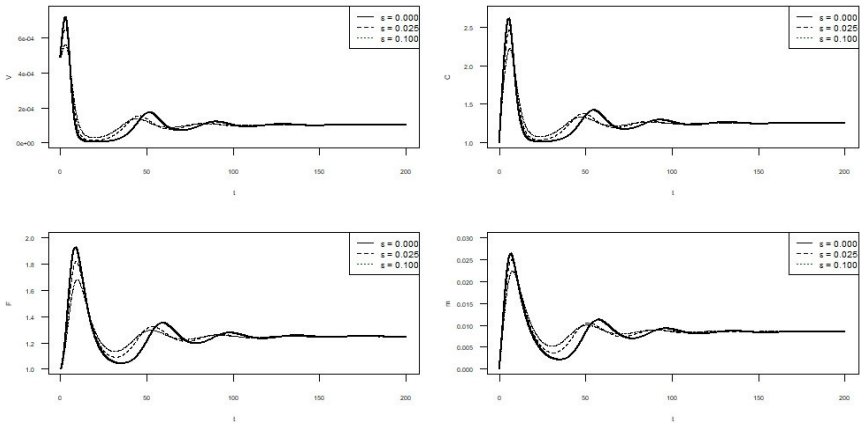 s = 0.000
s = 0.025
s = 0.100
6e-04
4e-04
2e-04
0e+00
V
0 50 100 150 200
t
s = 0.000
s = 0.025
s = 0.100
2.5
2.0
1.5
1.0
C
0 50 100 150 200
t
s = 0.000
s = 0.025
s = 0.100
2.0
1.8
1.6
1.4
1.2
1.0
F
0 50 100 150 200
t
s = 0.000
s = 0.025
s = 0.100
0.030
0.025
0.020
0.015
0.010
0.005
0.000
m
0 50 100 150 200
t